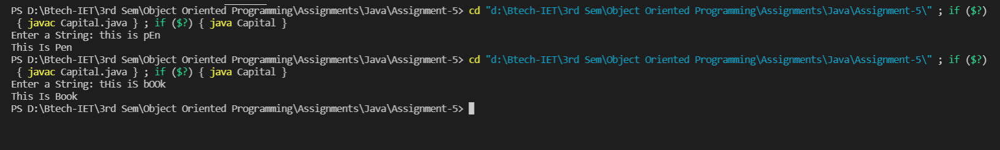 PS D:\Btech-IET\3rd Sem\Object Oriented Programming\Assignments\Java\Assignment-5> cd "d:\Btech-IET\3rd Sem\Object Oriented Programming\Assignments\Java\Assignment-5\" ; if ($?)
{ javac Capital.java } ; if ($?) { java Capital }
Enter a String: this is pEn
This Is Pen
PS D:\Btech-IET\3rd Sem\Object Oriented Programming\Assignments\Java\Assignment-5> cd "d:\Btech-IET\3rd Sem\Object Oriented Programming\Assignments\Java\Assignment-5\" ; if ($?)
{ javac Capital.java } ; if ($?) { java Capital }
Enter a String: tHis iS bOOk
This Is Book
PS D:\Btech-IET\3rd Sem\Object Oriented Programming\Assignments\Java\Assignment-5>